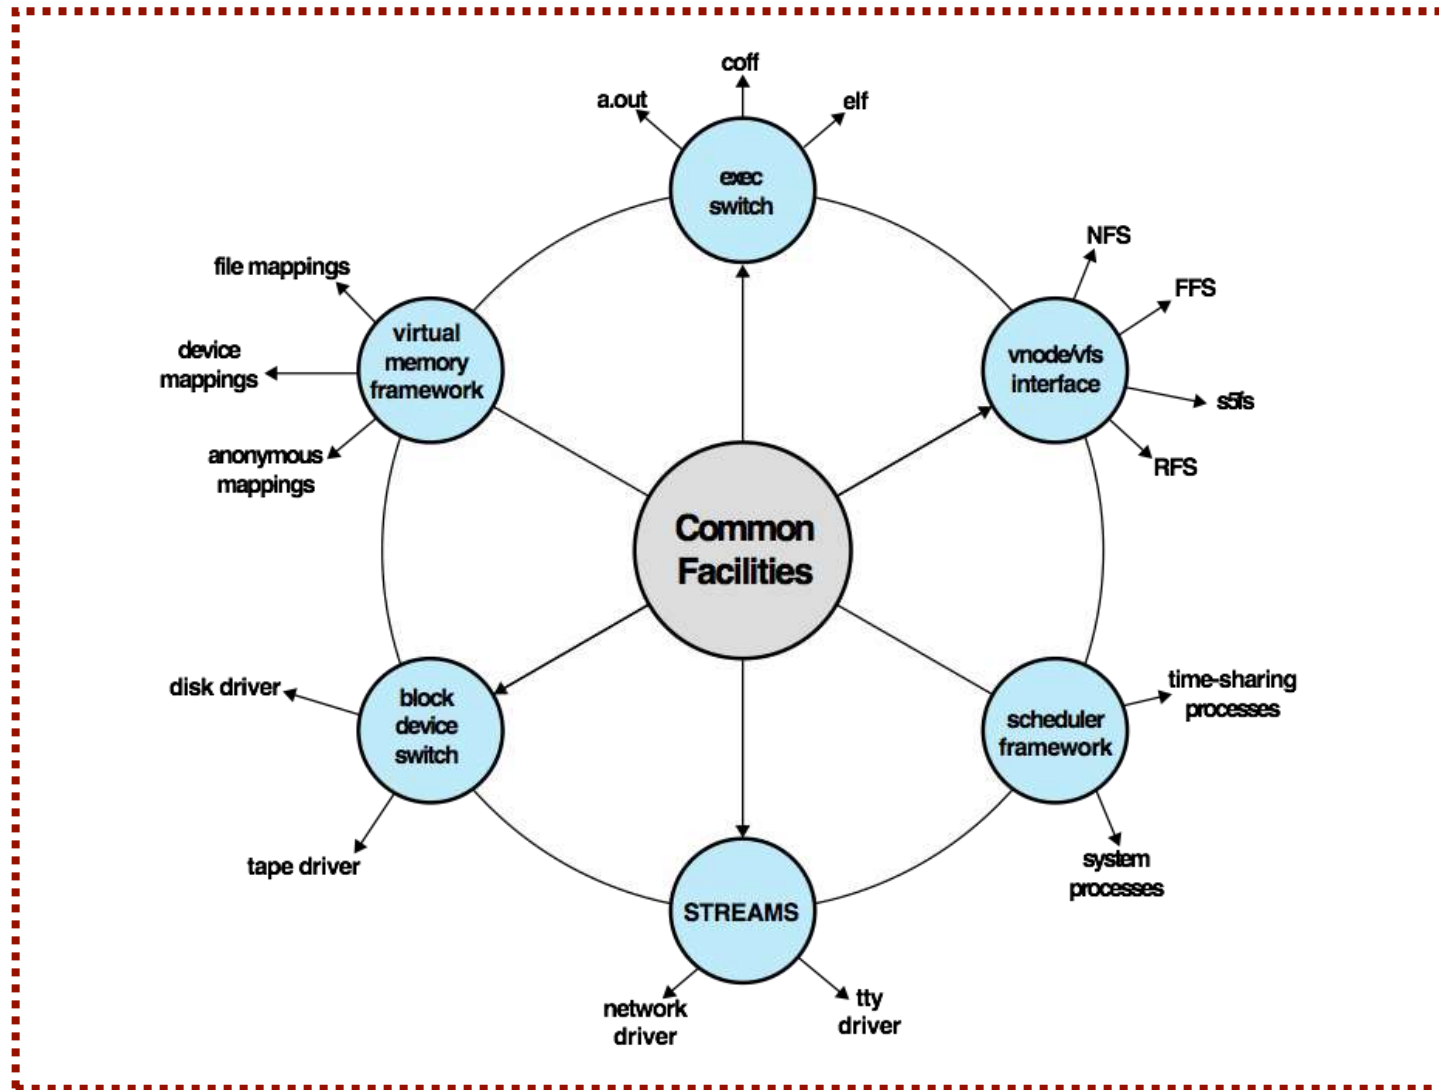 coff
a.out
elf
exec
switch
NFS
FFS
vnode/vfs
interface
s5fs
RFS
file mappings
virtual
memory
framework
device
mappings
anonymous
mappings
Common
Facilities
disk driver
block
device
switch
tape driver
time-sharing
processes
scheduler
framework
system
processes
STREAMS
network
driver
tty
driver